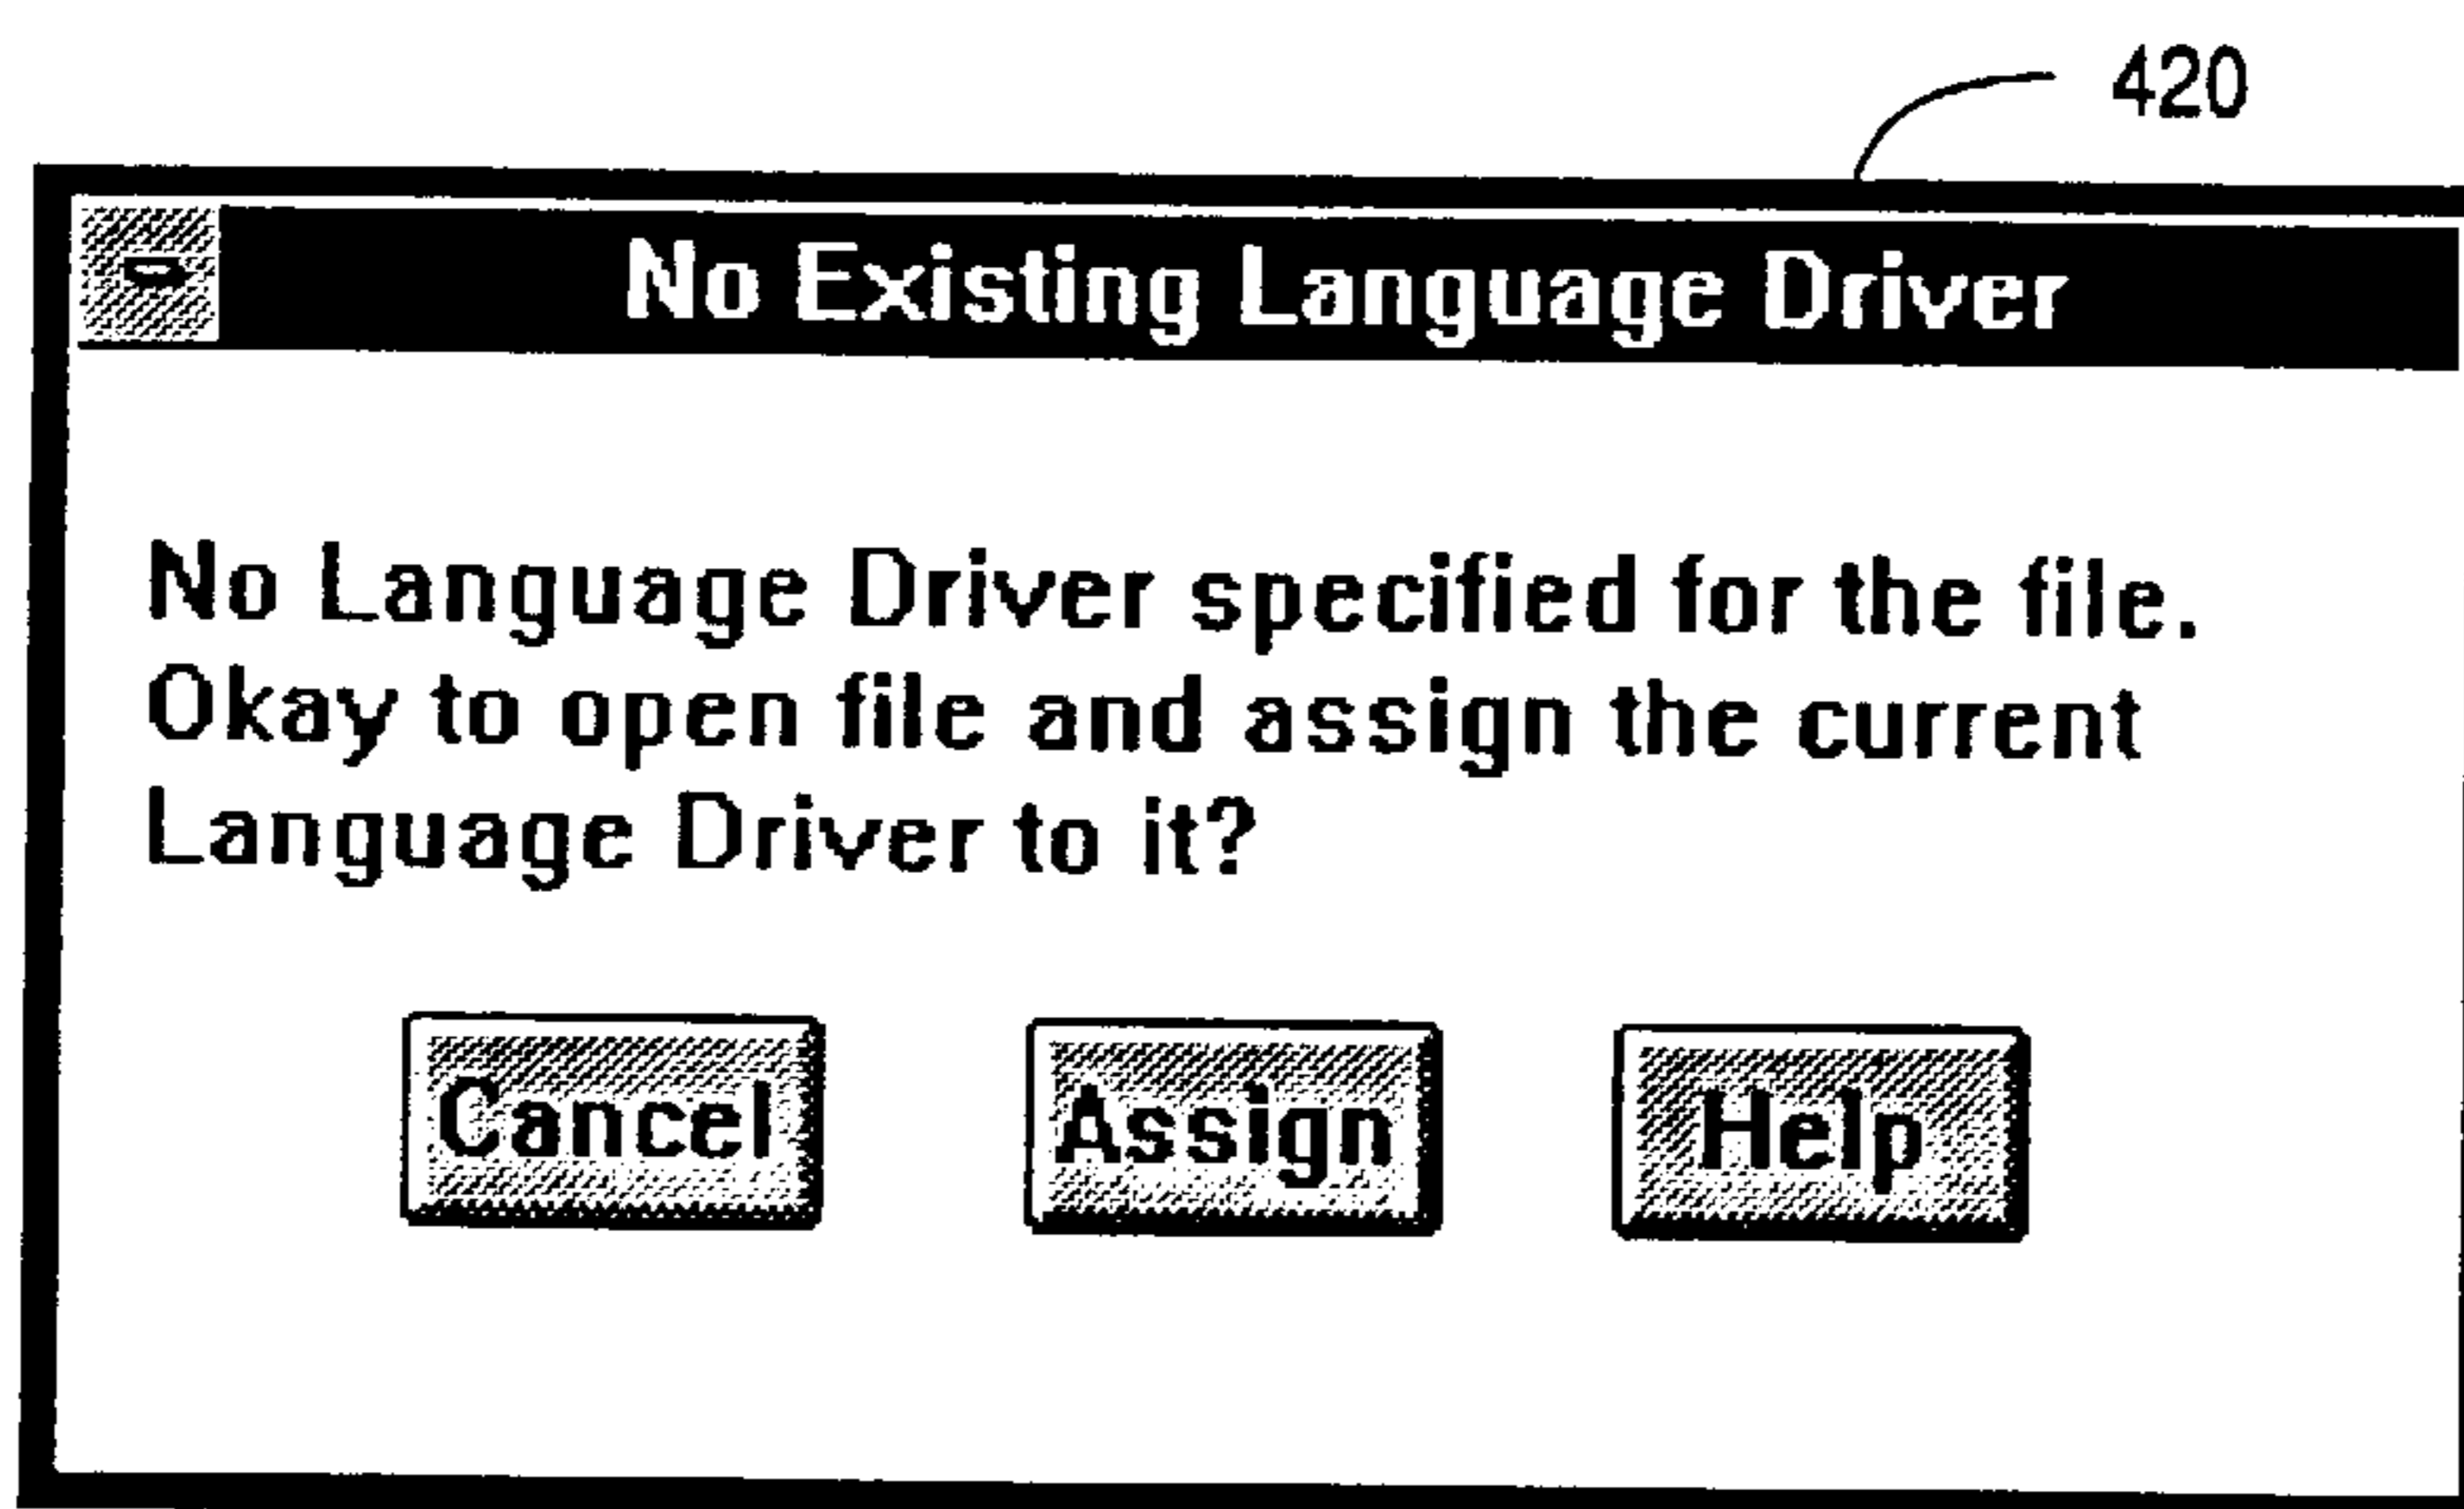 420
No Existing Language Driver
No Language Driver specified for the file.
Okay to open file and assign the current
Language Driver to it?
Cancel Assign Help